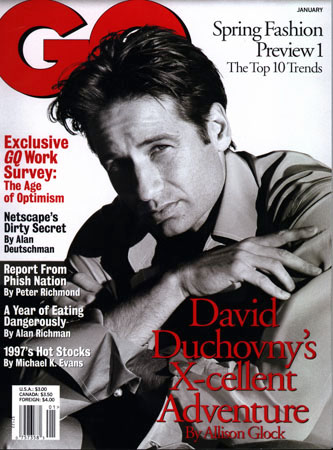 GQ
JANUARY
Spring Fashion
Preview 1
The Top 10 Trends
Exclusive
GQ Work
Survey:
The Age
of Optimism
Netscape's
Dirty Secret
By Alan
Deutschman
Report From
Phish Nation
By Peter Richmond
A Year of Eating
Dangerously
By Alan Richman
1997's Hot Stocks
By Michael K. Evans
David
Duchovny's
X-cellent
Adventure
By Allison Glock
U.S.A.: $3.00
CANADA: $3.50
FOREIGN: $4.00